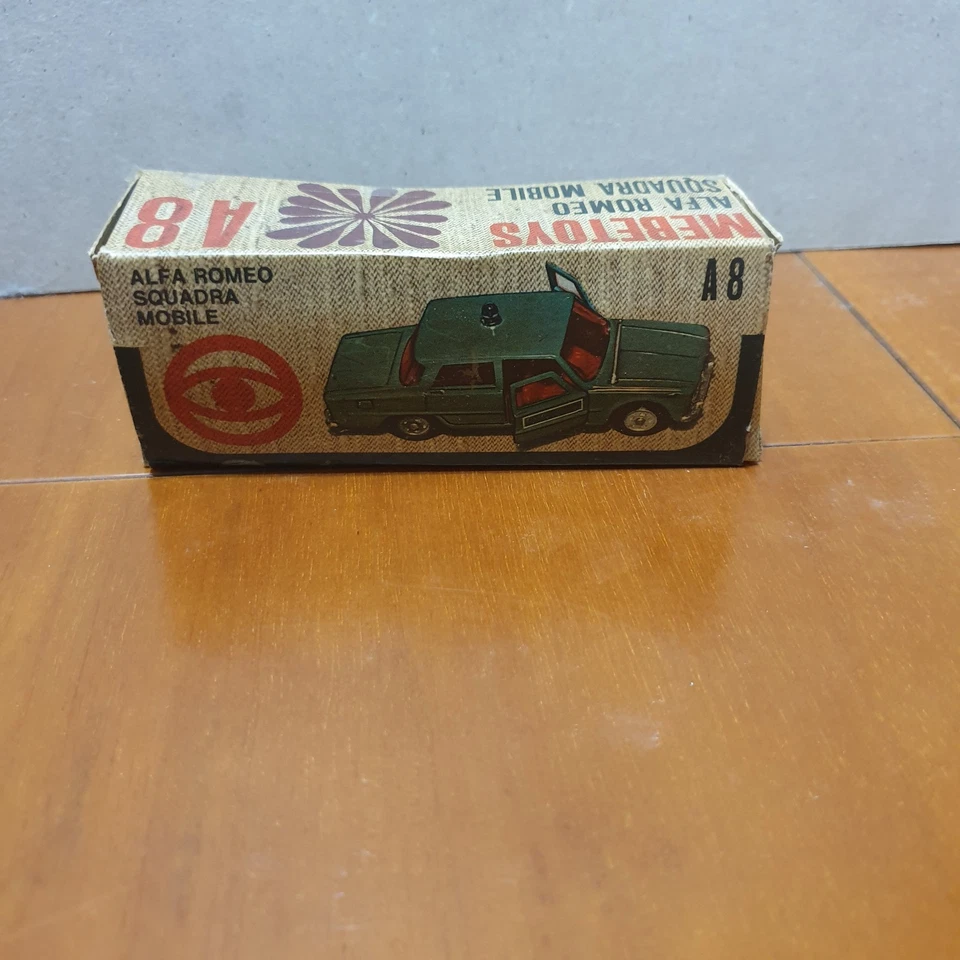 MEBETOYS
ALFA ROMEO
SQUADRA MOBILE
A8
ALFA ROMEO
SQUADRA
MOBILE
A8